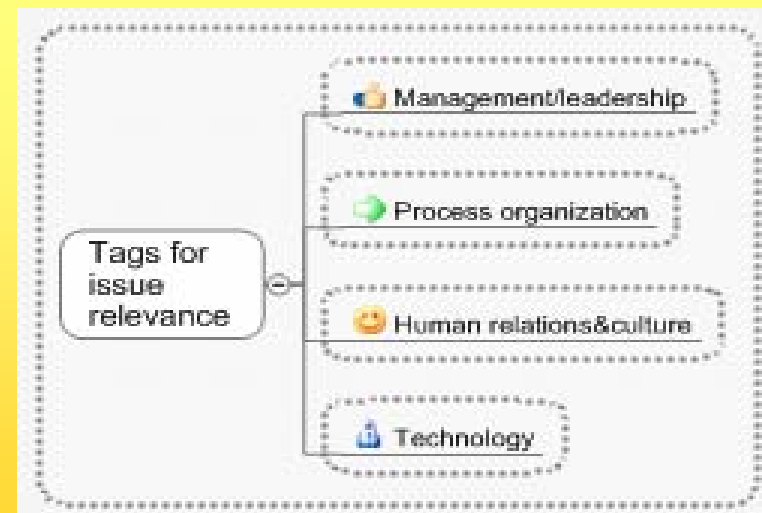 Management/leadership
Process organization
Tags for
issue
relevance
Human relations&culture
Technology